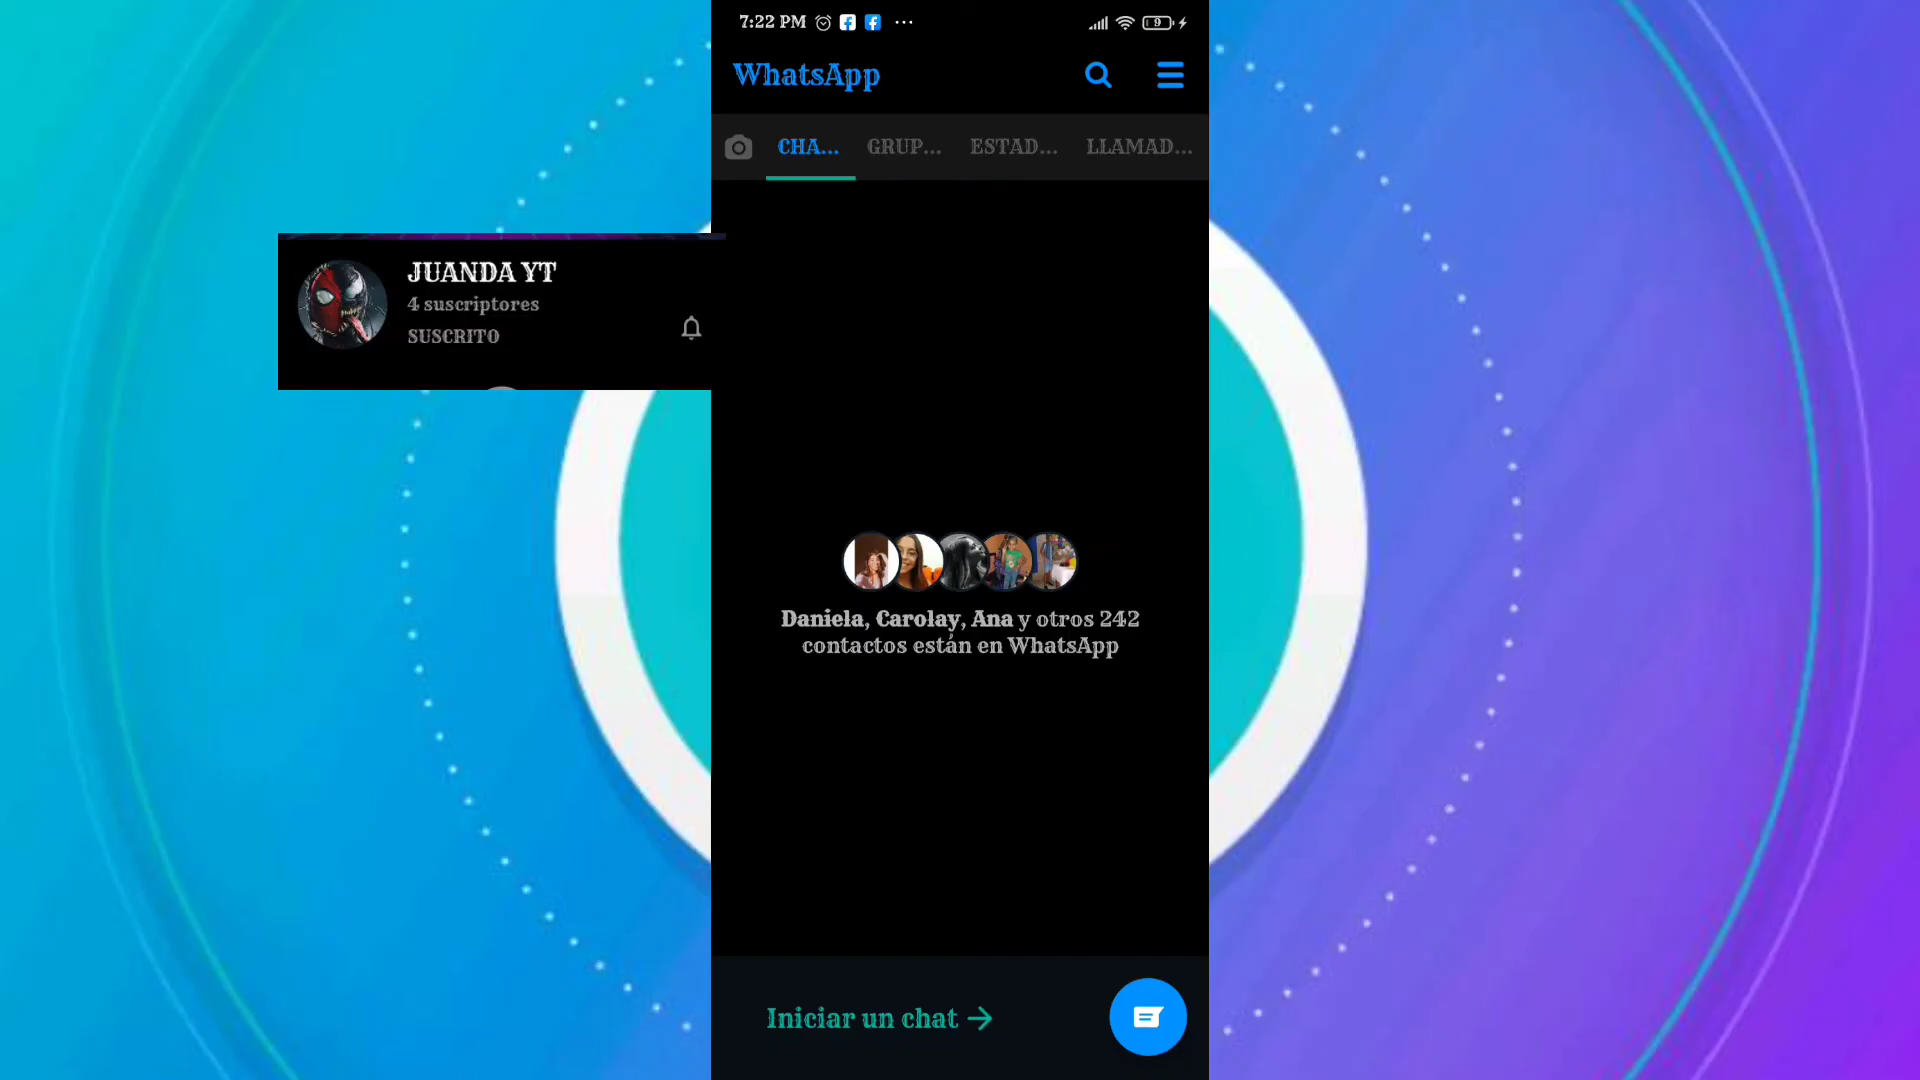 7:22 PM
9
WhatsApp
CHA... GRUP... ESTAD... LLAMAD...
JUANDA YT
4 suscriptores
SUSCRITO
Daniela, Carolay, Ana y otros 242
contactos están en WhatsApp
Iniciar un chat